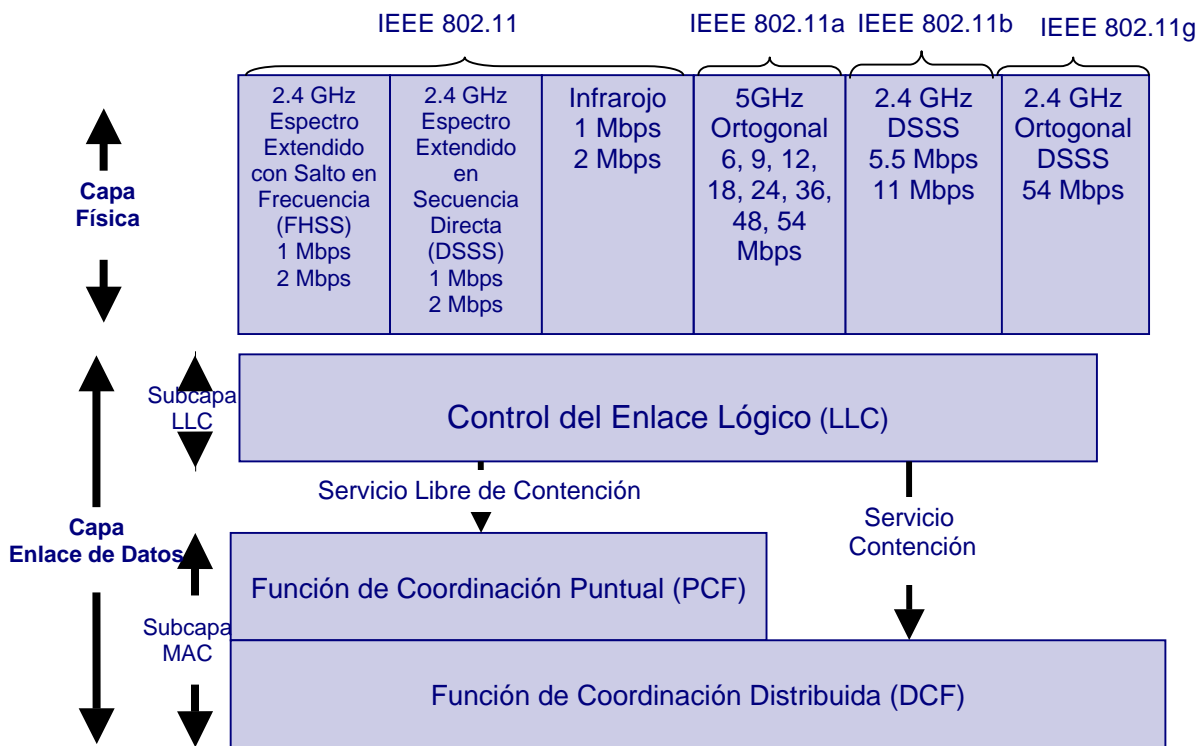 IEEE 802.11
IEEE 802.11a
IEEE 802.11b
IEEE 802.11g
Capa
Física
2.4 GHz
Espectro
Extendido
con Salto en
Frecuencia
(FHSS)
1 Mbps
2 Mbps
2.4 GHz
Espectro
Extendido
en
Secuencia
Directa
(DSSS)
1 Mbps
2 Mbps
Infrarojo
1 Mbps
2 Mbps
5GHz
Ortogonal
6, 9, 12,
18, 24, 36,
48, 54
Mbps
2.4 GHz
DSSS
5.5 Mbps
11 Mbps
2.4 GHz
Ortogonal
DSSS
54 Mbps
Capa
Enlace de Datos
Subcapa
LLC
Control del Enlace Lógico (LLC)
Servicio Libre de Contención
Servicio
Contención
Subcapa
MAC
Función de Coordinación Puntual (PCF)
Función de Coordinación Distribuida (DCF)